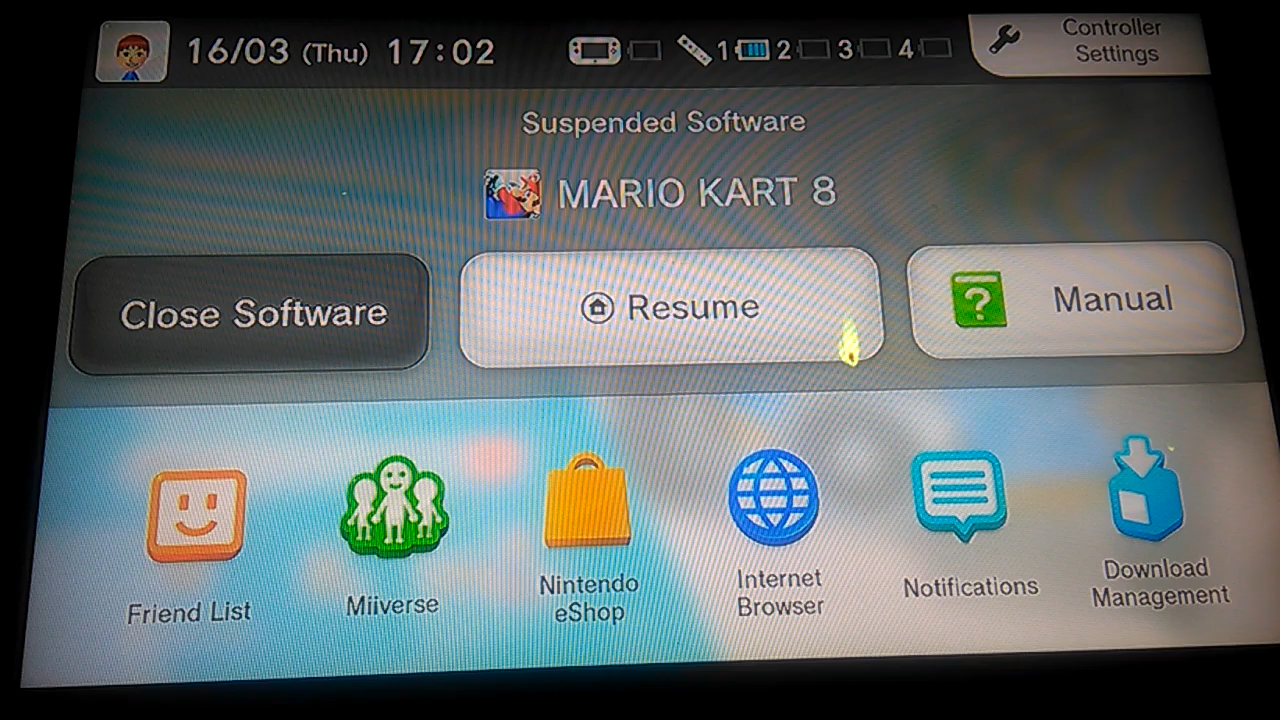 16/03 (Thu) 17:02 1 2 3 4
Controller
Settings
Suspended Software
MARIO KART 8
Close Software
Resume
? Manual
Friend List
Miiverse
Nintendo
eShop
Internet
Browser
Notifications
Download
Management